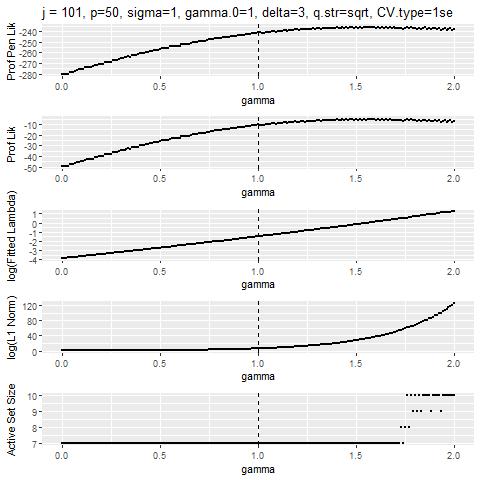 j = 101, p=50, sigma=1, gamma.0=1, delta=3, q.str=sqrt, CV.type=1se
Prof Pen Lik
-240
-250
-260
-270
-280
0.0 0.5 1.0 1.5 2.0
gamma
Prof Lik
-10
-20
-30
-40
-50
0.0 0.5 1.0 1.5 2.0
gamma
log(Fitted Lambda)
1
0
-1
-2
-3
-4
0.0 0.5 1.0 1.5 2.0
gamma
log(L1 Norm)
120
80
40
0
0.0 0.5 1.0 1.5 2.0
gamma
Active Set Size
10
9
8
7
0.0 0.5 1.0 1.5 2.0
gamma